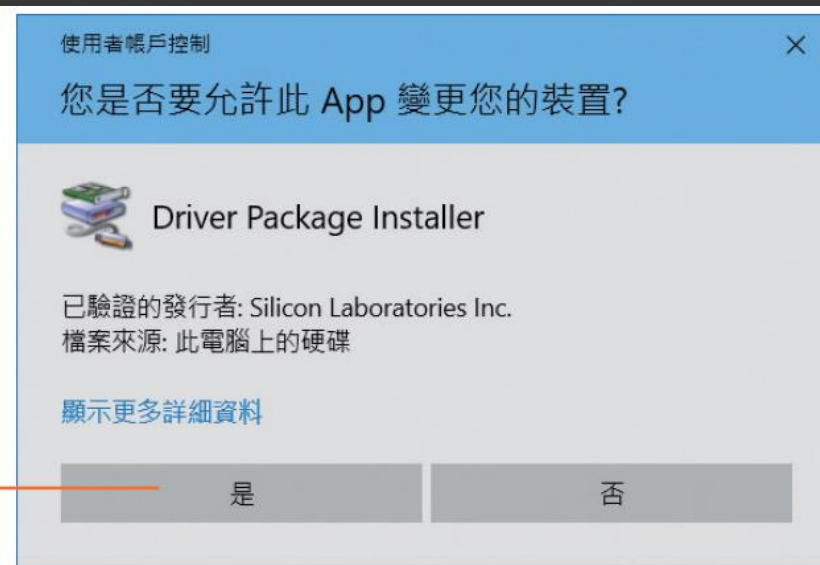 使用者帳戶控制
您是否要允許此 App 變更您的裝置?
Driver Package Installer
已驗證的發行者: Silicon Laboratories Inc.
檔案來源: 此電腦上的硬碟
顯示更多詳細資料
是
否